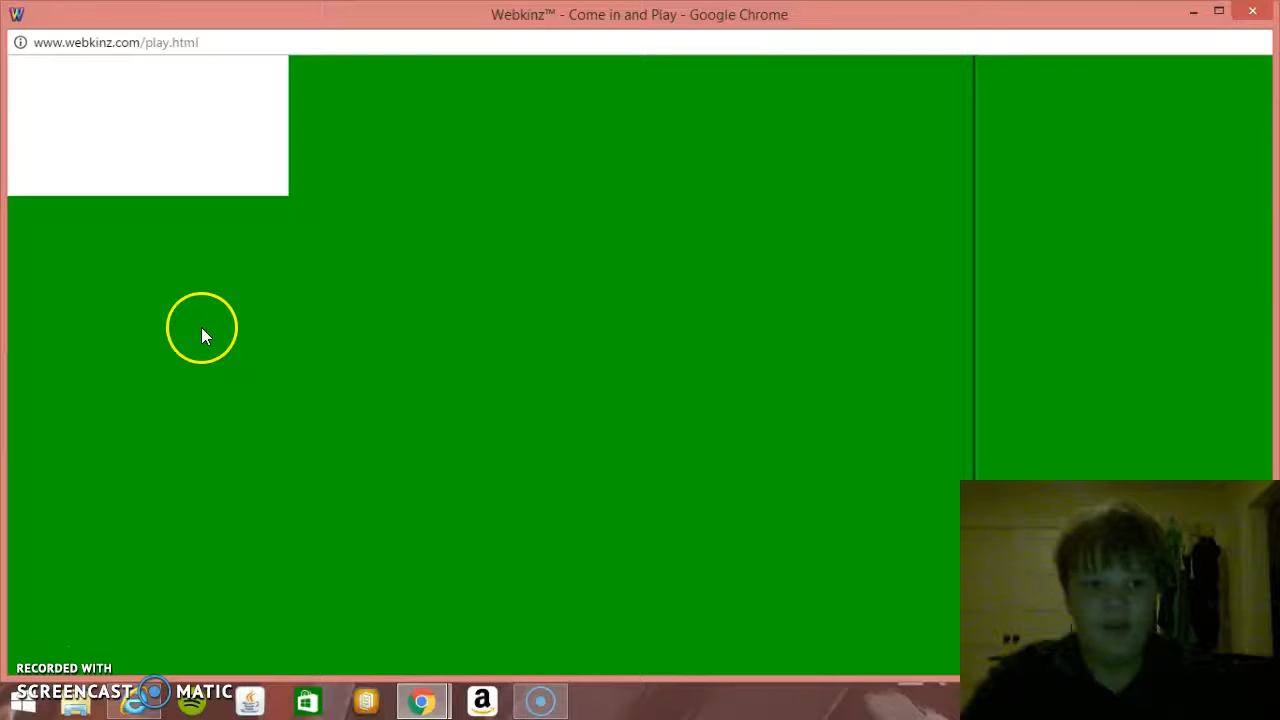 Webkinz™ - Come in and Play - Google Chrome
www.webkinz.com/play.html
RECORDED WITH
SCREENCAST MATIC